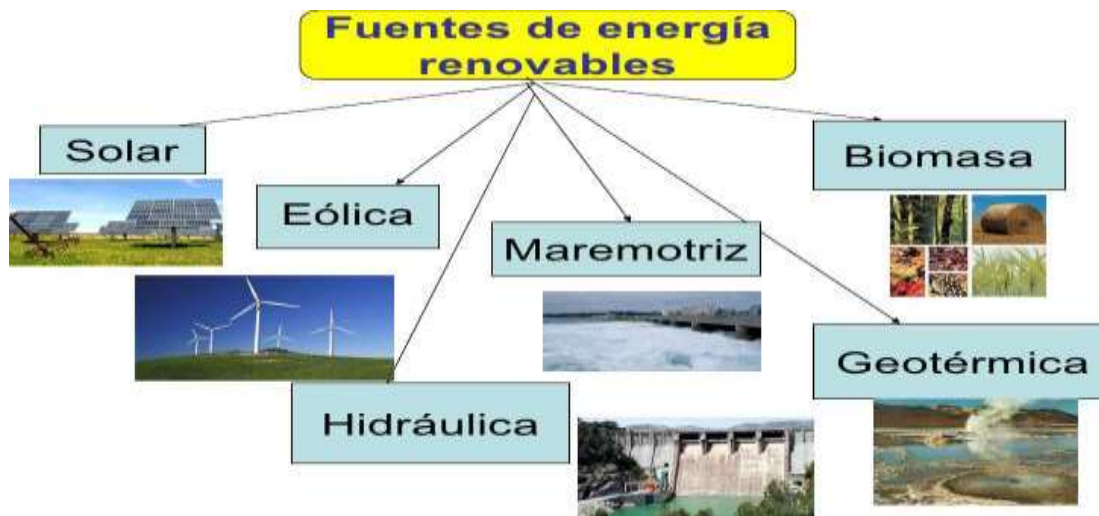 Fuentes de energía
renovables
Solar
Biomasa
Eólica
Maremotriz
Geotérmica
Hidráulica